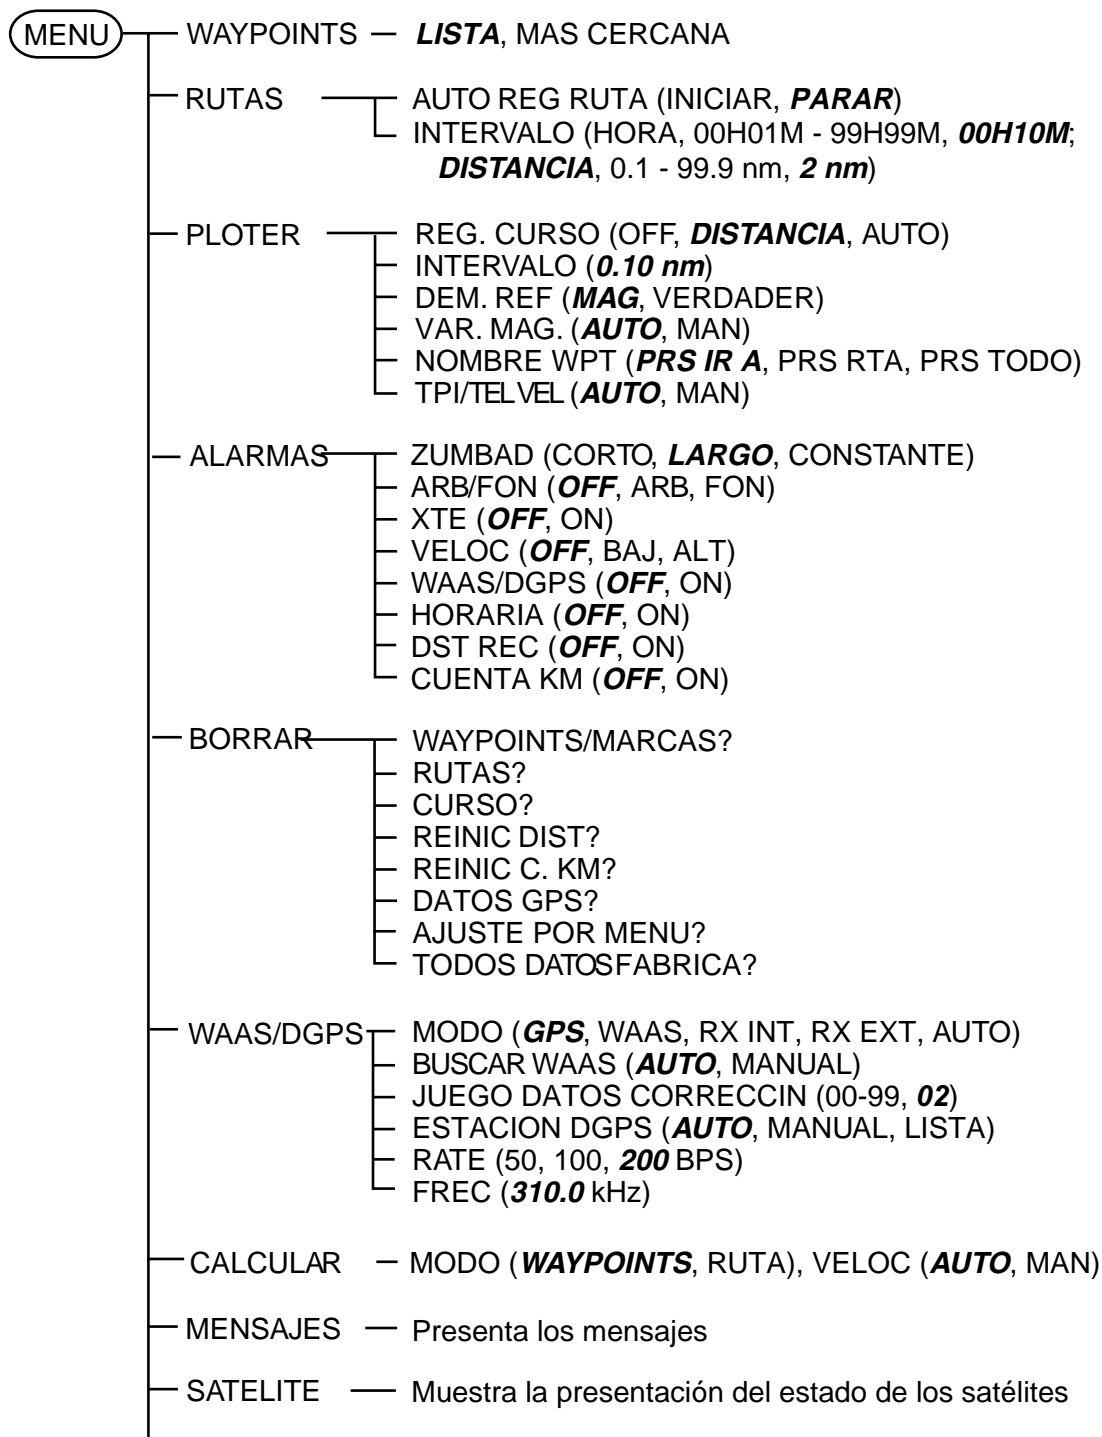 MENU WAYPOINTS LISTA, MAS CERCANA
RUTAS AUTO REG RUTA (INICIAR, PARAR)
INTERVALO (HORA, 00H01M - 99H99M, 00H10M;
DISTANCIA, 0.1 - 99.9 nm, 2 nm)
PLOTER REG. CURSO (OFF, DISTANCIA, AUTO)
INTERVALO (0.10 nm)
DEM. REF (MAG, VERDADER)
VAR. MAG. (AUTO, MAN)
NOMBRE WPT (PRS IR A, PRS RTA, PRS TODO)
TPI/TELVEL (AUTO, MAN)
ALARMAS ZUMBAD (CORTO, LARGO, CONSTANTE)
ARB/FON (OFF, ARB, FON)
XTE (OFF, ON)
VELOC (OFF, BAJ, ALT)
WAAS/DGPS (OFF, ON)
HORARIA (OFF, ON)
DST REC (OFF, ON)
CUENTA KM (OFF, ON)
BORRAR WAYPOINTS/MARCAS?
RUTAS?
CURSO?
REINIC DIST?
REINIC C. KM?
DATOS GPS?
AJUSTE POR MENU?
TODOS DATOSFABRICA?
WAAS/DGPS MODO (GPS, WAAS, RX INT, RX EXT, AUTO)
BUSCAR WAAS (AUTO, MANUAL)
JUEGO DATOS CORRECCIN (00-99, 02)
ESTACION DGPS (AUTO, MANUAL, LISTA)
RATE (50, 100, 200 BPS)
FREC (310.0 kHz)
CALCULAR MODO (WAYPOINTS, RUTA), VELOC (AUTO, MAN)
MENSAJES Presenta los mensajes
SATELITE Muestra la presentación del estado de los satélites